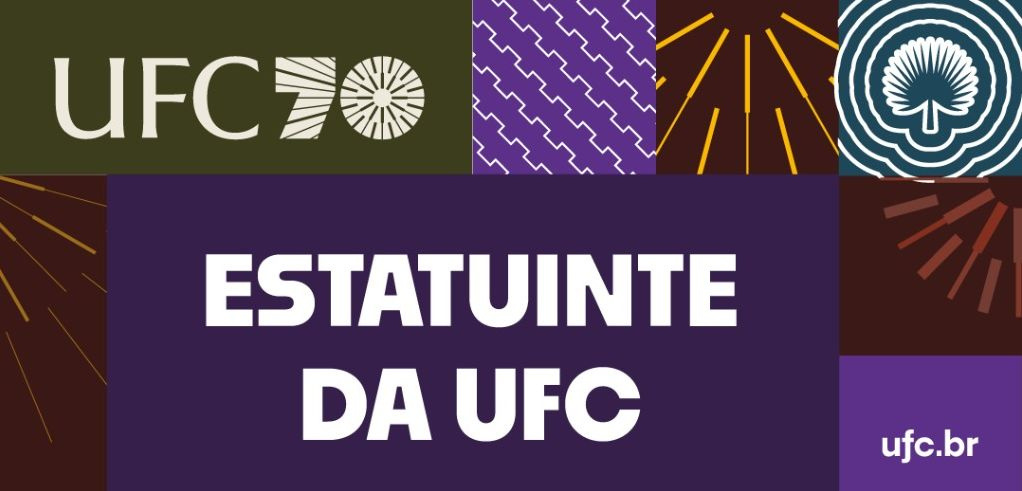 UFC 70
ESTATUINTE
DA UFC
ufc.br